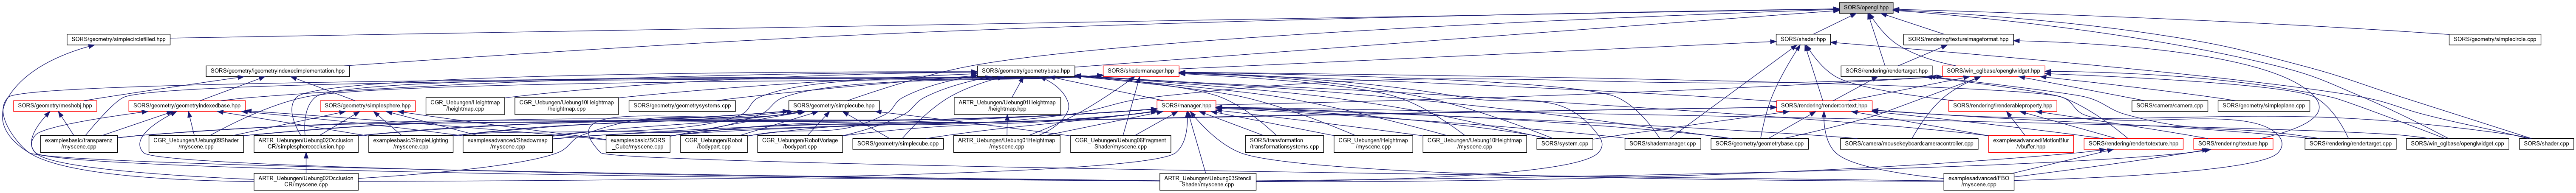 SORS/opengl.hpp
SORS/geometry/simplecirclefilled.hpp
SORS/shader.hpp
SORS/rendering/textureimageformat.hpp
SORS/geometry/simplecircle.cpp
SORS/geometry/igeometryindexedimplementation.hpp
SORS/geometry/geometrybase.hpp
SORS/shadermanager.hpp
SORS/rendering/rendertarget.hpp
SORS/win_oglbase/openglwidget.hpp
SORS/geometry/meshobj.hpp
SORS/geometry/geometryindexedbase.hpp
SORS/geometry/simplesphere.hpp
CGR_Uebungen/Heightmap
/heightmap.cpp
CGR_Uebungen/Uebung10Heightmap
/heightmap.cpp
SORS/geometry/geometrysystems.cpp
SORS/geometry/simplecube.hpp
ARTR_Uebungen/Uebung01Heightmap
/heightmap.hpp
SORS/manager.hpp
SORS/rendering/rendercontext.hpp
SORS/rendering/irenderableproperty.hpp
SORS/camera/camera.cpp
SORS/geometry/simpleplane.cpp
examplesbasic/transparenz
/myscene.cpp
CGR_Uebungen/Uebung09Shader
/myscene.cpp
ARTR_Uebungen/Uebung02Occlusion
CR/simplesphereocclusion.hpp
examplesbasic/SimpleLighting
/myscene.cpp
examplesadvanced/Shadowmap
/myscene.cpp
examplesbasic/SORS
_Cube/myscene.cpp
CGR_Uebungen/Robot
/bodypart.cpp
CGR_Uebungen/RobotVorlage
/bodypart.cpp
SORS/geometry/simplecube.cpp
ARTR_Uebungen/Uebung01Heightmap
/myscene.cpp
CGR_Uebungen/Uebung06Fragment
Shader/myscene.cpp
SORS/transformation
/transformationsystems.cpp
CGR_Uebungen/Heightmap
/myscene.cpp
CGR_Uebungen/Uebung10Heightmap
/myscene.cpp
SORS/system.cpp
SORS/shadermanager.cpp
SORS/geometry/geometrybase.cpp
SORS/camera/mousekeyboardcameracontroller.cpp
examplesadvanced/MotionBlur
/vbuffer.hpp
SORS/rendering/rendertotexture.hpp
SORS/rendering/texture.hpp
SORS/rendering/rendertarget.cpp
SORS/win_oglbase/openglwidget.cpp
SORS/shader.cpp
ARTR_Uebungen/Uebung02Occlusion
CR/myscene.cpp
ARTR_Uebungen/Uebung03Stencil
Shader/myscene.cpp
examplesadvanced/FBO
/myscene.cpp